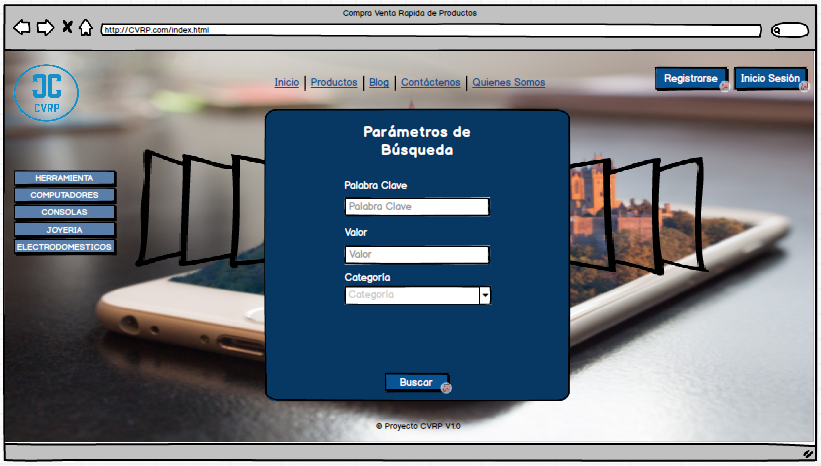 Compra Venta Rapida de Productos
http://CVRP.com/index.html
CVRP
Inicio | Productos | Blog | Contáctenos | Quienes Somos
Registrarse
Inicio Sesión
HERRAMIENTA
COMPUTADORES
CONSOLAS
JOYERIA
ELECTRODOMESTICOS
Parámetros de
Búsqueda
Palabra Clave
Palabra Clave
Valor
Valor
Categoría
Categoría
Buscar
© Proyecto CVRP V1.0